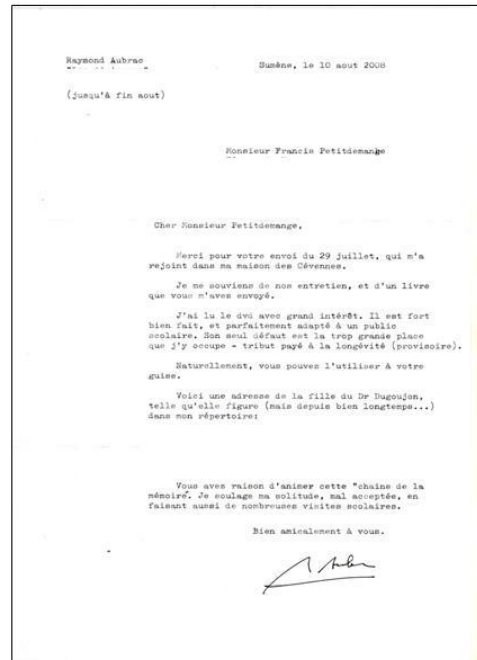 Raymond Aubrac
Sumène, le 10 aout 2008
(jusqu'à fin aout)
Monsieur Francis Petitdemange
Cher Monsieur Petitdemange,
Merci pour votre envoi du 29 juillet, qui m'a
rejoint dans ma maison des Cévennes.
Je me souviens de nos entretien, et d'un livre
que vous m'aves envoyé.
J'ai lu le dvd avec grand intérêt. Il est fort
bien fait, et parfaitement adapté à un public
scolaire. Son seul défaut est la trop grande place
que j'y occupe - tribut payé à la longévité (provisoire).
Naturellement, vous pouvez l'utiliser à votre
guise.
Voici une adresse de la fille du Dr Dugoujon,
telle qu'elle figure (mais depuis bien longtemps...)
dans mon répertoire:
Vous aves raison d'animer cette "chaîne de la
mémoire". Je soulage ma solitude, mal acceptée, en
faisant aussi de nombreuses visites scolaires.
Bien amicalement à vous.